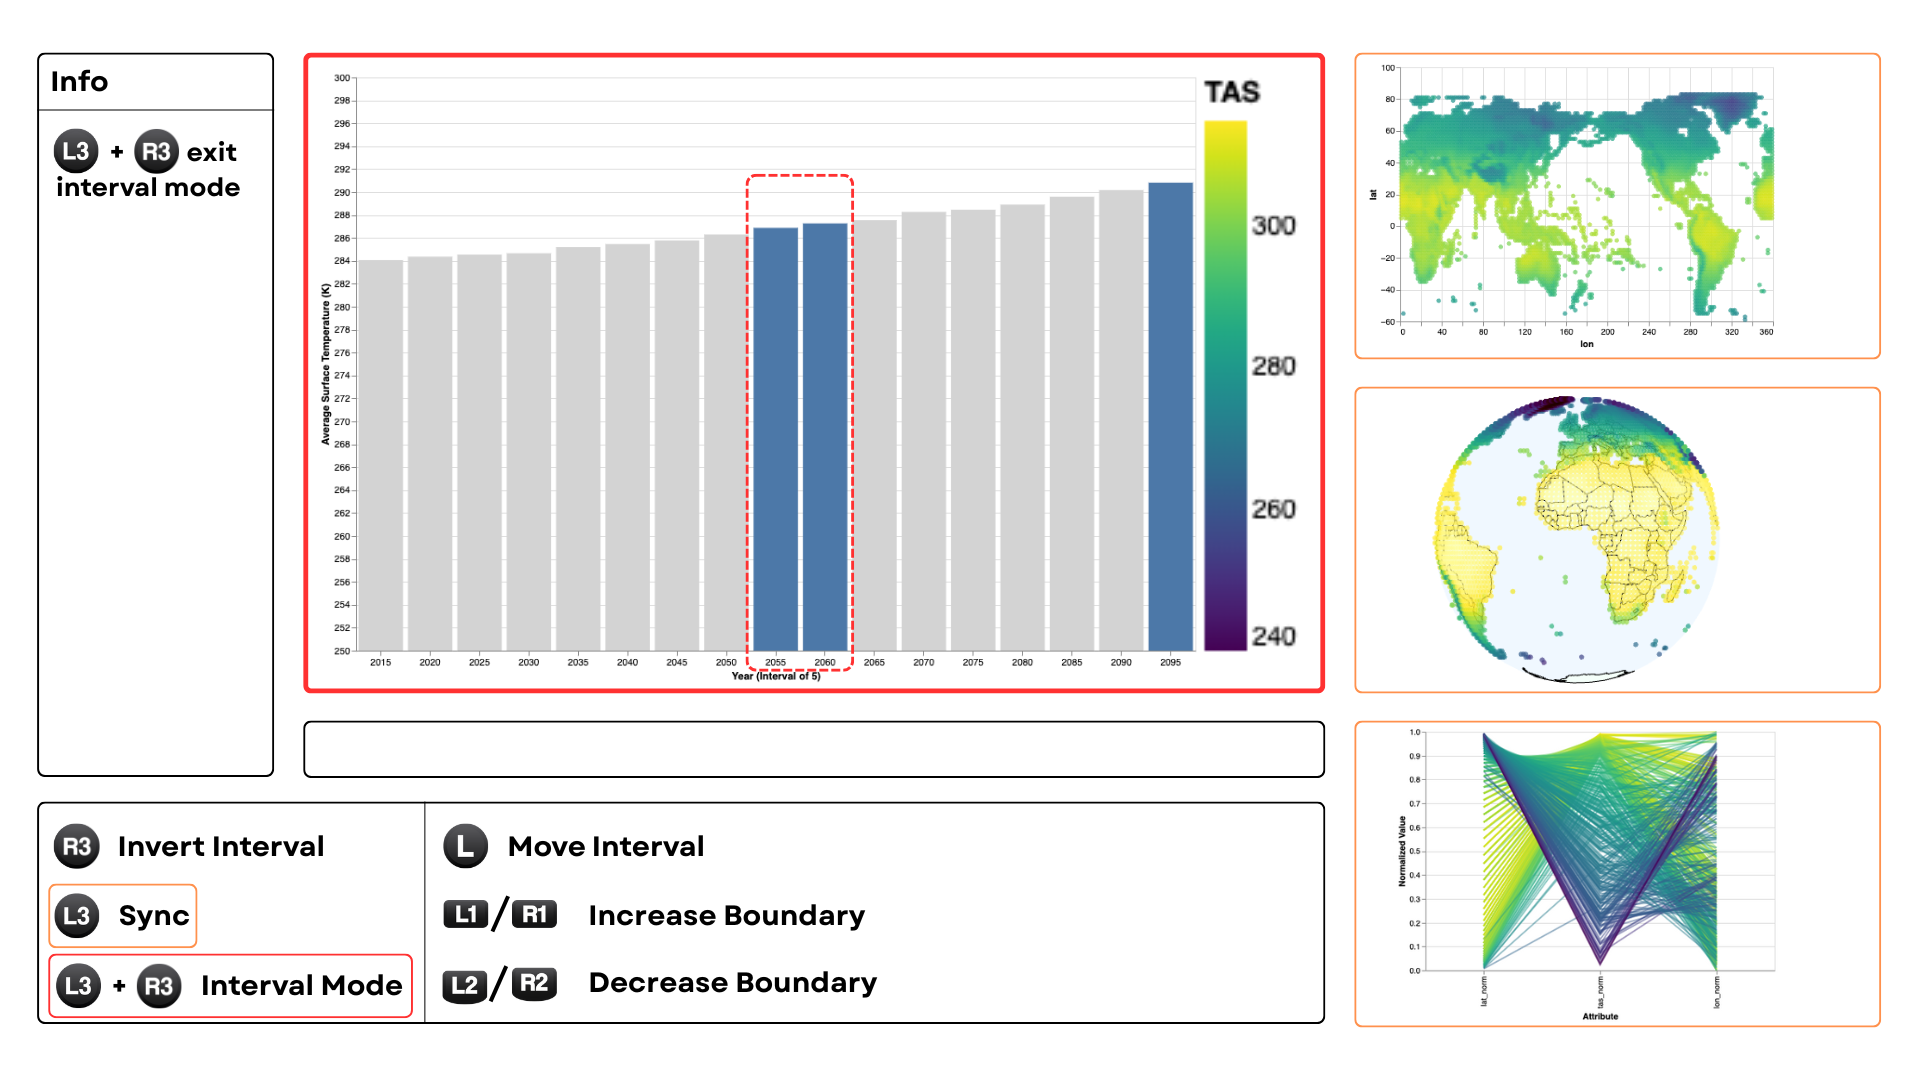 Info
L3 + R3 exit
interval mode
300
298
296
294
292
290
288
286
284
282
280
278
276
274
272
270
268
266
264
262
260
258
256
254
252
250
Average Surface Temperature (K)
2015 2020 2025 2030 2035 2040 2045 2050 2055 2060 2065 2070 2075 2080 2085 2090 2095
Year (Interval of 5)
TAS
300
280
260
240
100
80
60
40
20
0
−20
−40
−60
lat
0 40 80 120 160 200 240 280 320 360
lon
1.0
0.9
0.8
0.7
0.6
0.5
0.4
0.3
0.2
0.1
0.0
Normalized Value
lat_norm
tas_norm
lon_norm
Attribute
R3 Invert Interval
L3 Sync
L3 + R3 Interval Mode
L Move Interval
L1 / R1 Increase Boundary
L2 / R2 Decrease Boundary